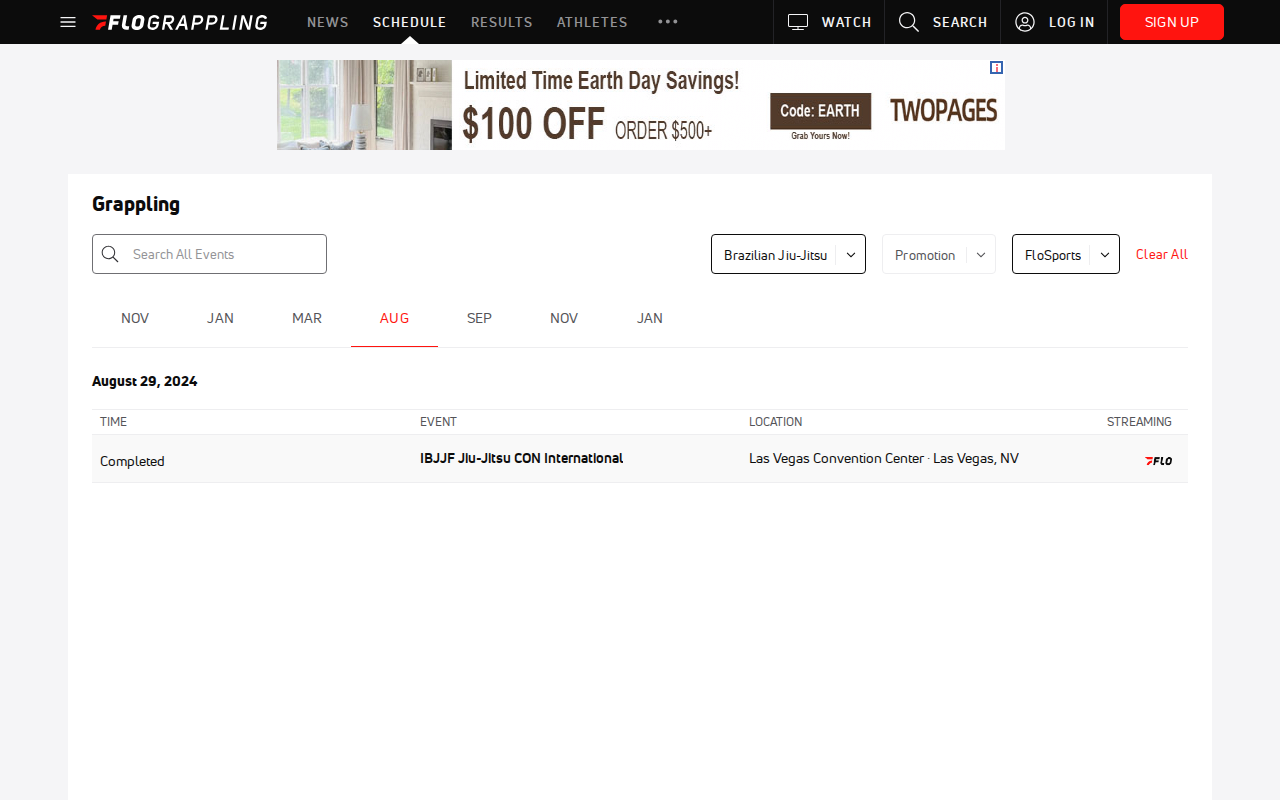 FLOGRAPPLING NEWS SCHEDULE RESULTS ATHLETES WATCH SEARCH LOG IN SIGN UP
Limited Time Earth Day Savings!
$100 OFF ORDER $500+
Code: EARTH
Grab Yours Now!
TWOPAGES
Grappling
Search All Events
Brazilian Jiu-Jitsu
Promotion
FloSports
Clear All
NOV JAN MAR AUG SEP NOV JAN
August 29, 2024
TIME EVENT LOCATION STREAMING
Completed IBJJF Jiu-Jitsu CON International Las Vegas Convention Center · Las Vegas, NV FLO